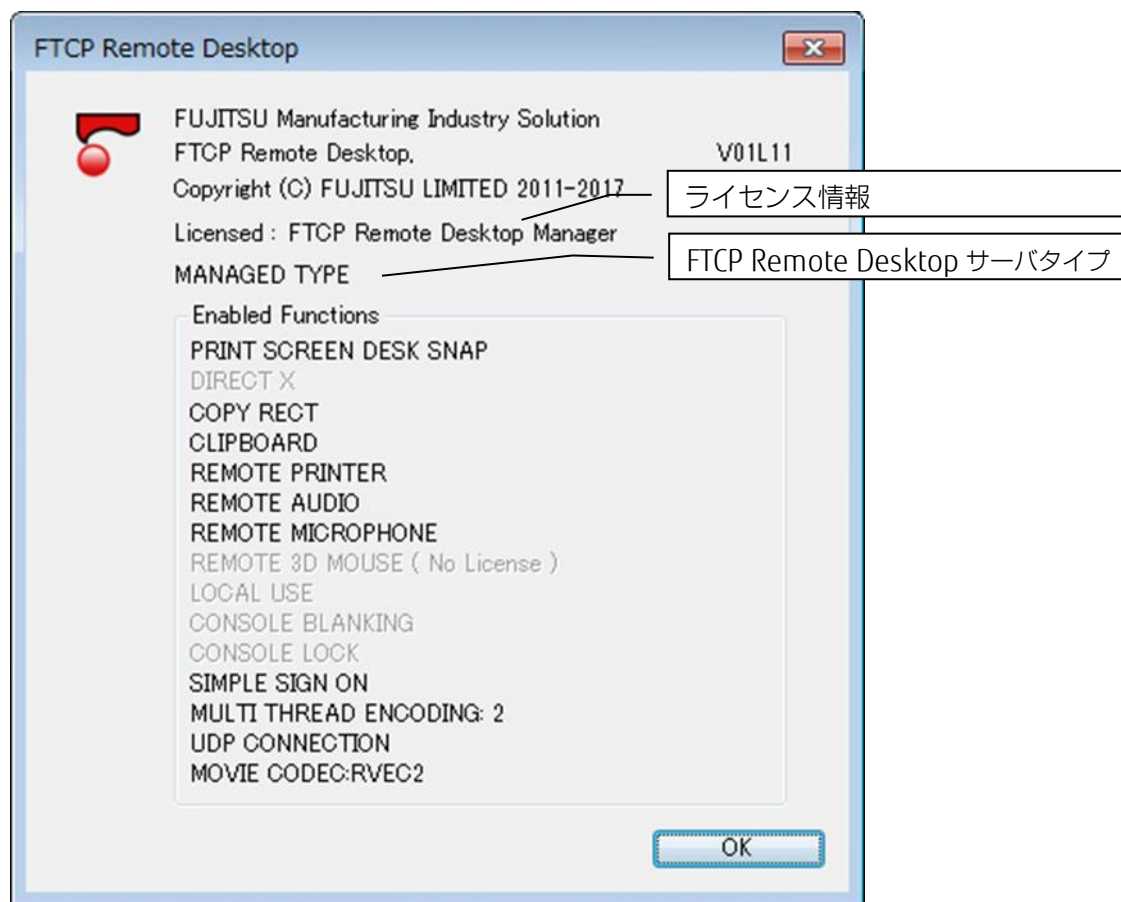 FTCP Remote Desktop
FUJITSU Manufacturing Industry Solution
FTCP Remote Desktop, V01L11
Copyright (C) FUJITSU LIMITED 2011-2017
ライセンス情報
Licensed : FTCP Remote Desktop Manager
FTCP Remote Desktop サーバタイプ
MANAGED TYPE
Enabled Functions
PRINT SCREEN DESK SNAP
DIRECT X
COPY RECT
CLIPBOARD
REMOTE PRINTER
REMOTE AUDIO
REMOTE MICROPHONE
REMOTE 3D MOUSE ( No License )
LOCAL USE
CONSOLE BLANKING
CONSOLE LOCK
SIMPLE SIGN ON
MULTI THREAD ENCODING: 2
UDP CONNECTION
MOVIE CODEC:RVEC2
OK